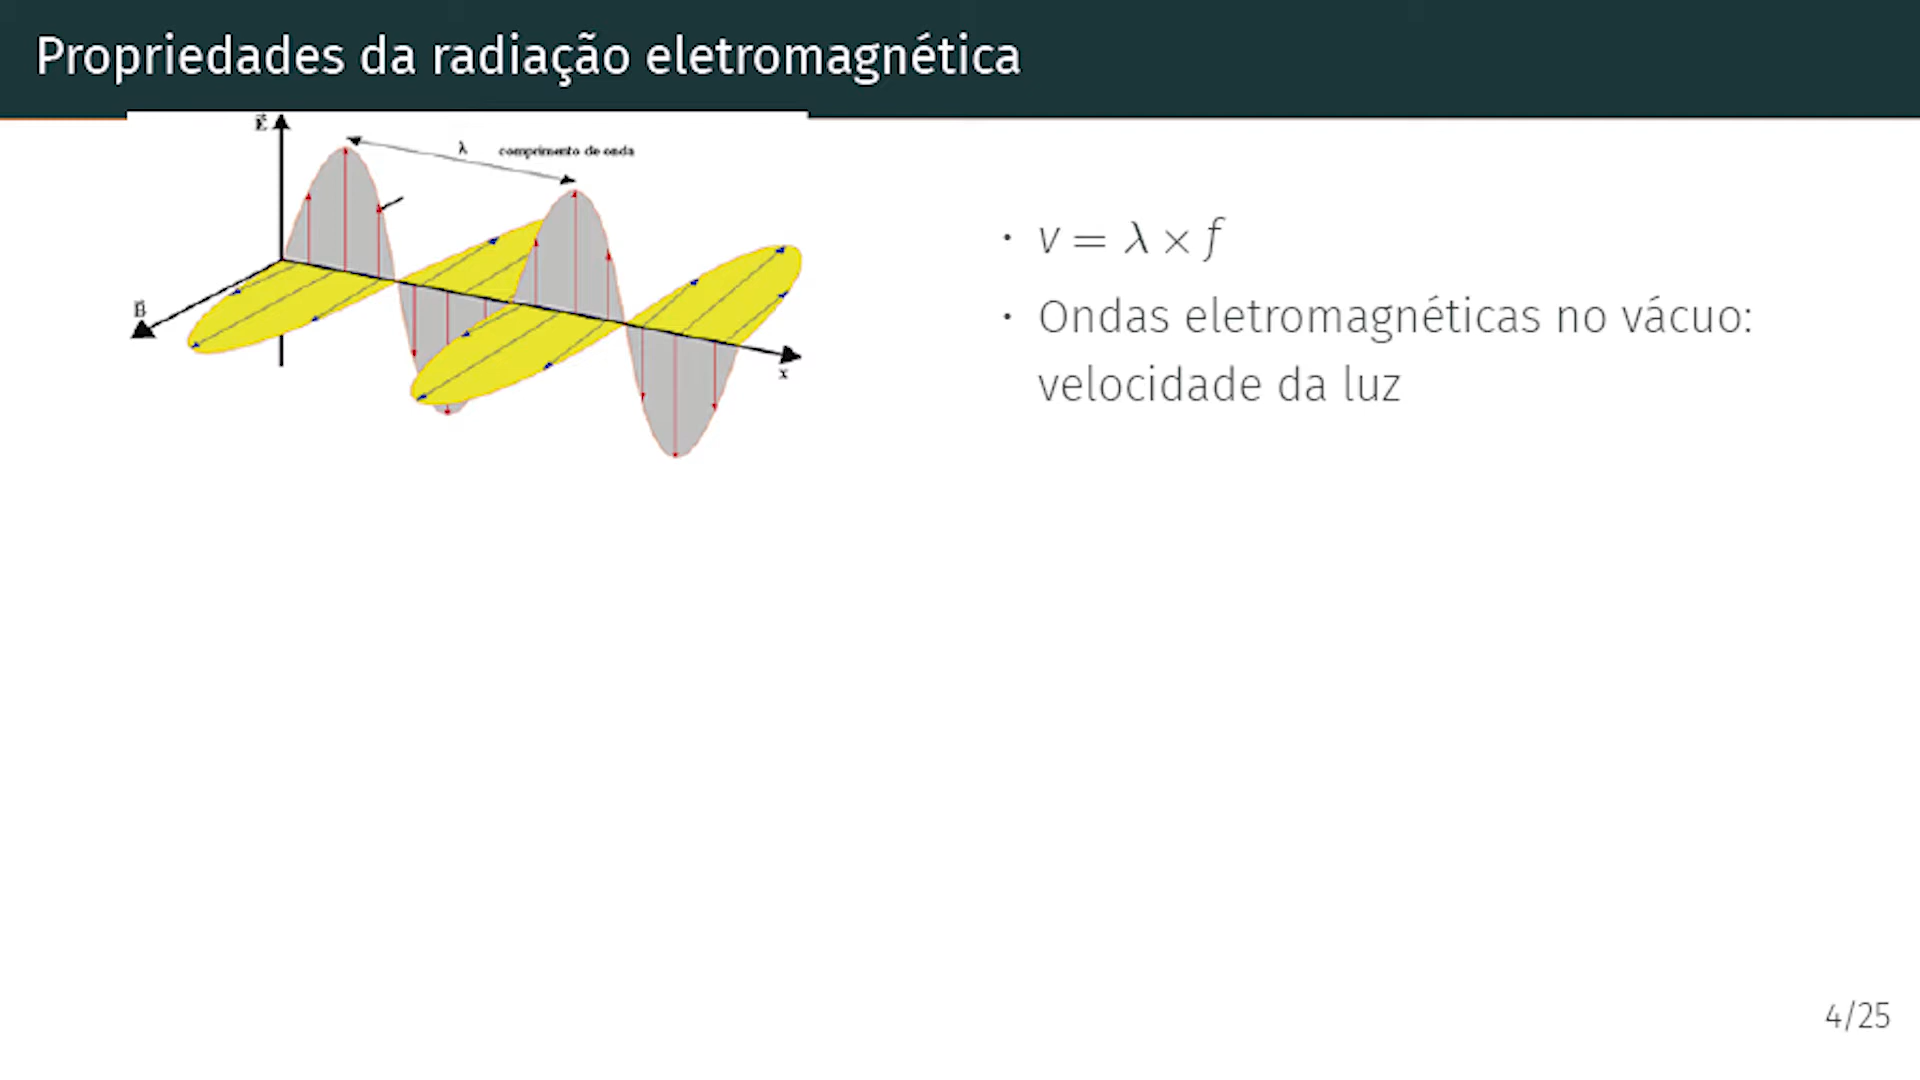 Propriedades da radiação eletromagnética
E⃗
λ comprimento de onda
B⃗
x
· v = λ × f
· Ondas eletromagnéticas no vácuo:
velocidade da luz
4/25